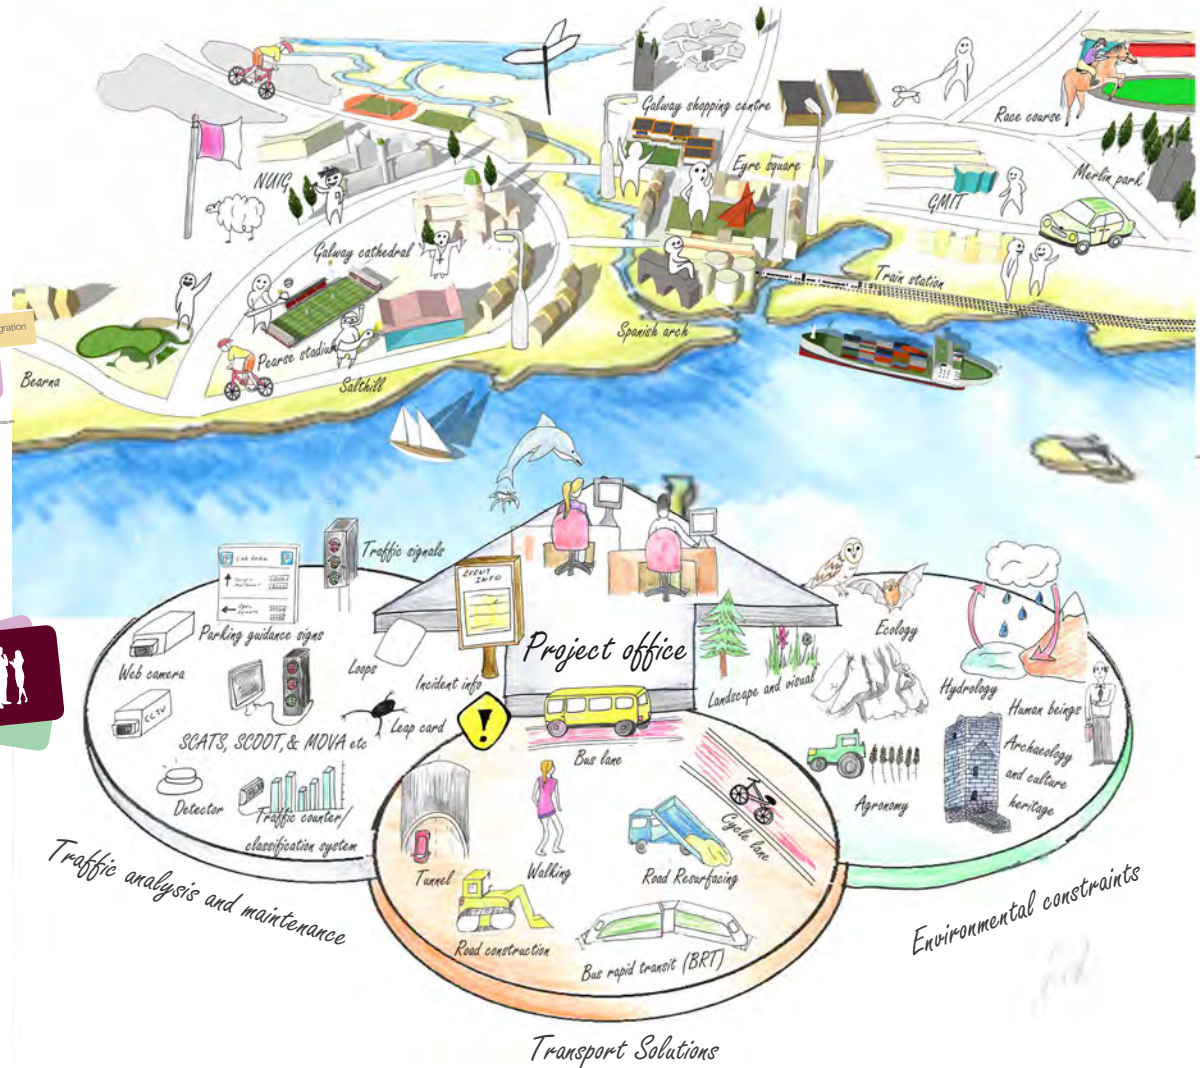 Galway shopping centre
Race course
Eyre square
NUIG
Merlin park
GMIT
Galway cathedral
Train station
Spanish arch
gration
Pearse stadium
Bearna
Salthill
Traffic signals
EVENT
INFO
Parking guidance signs
Project office
Ecology
Web camera
Loops
Incident info
Landscape and visual
Hydrology
Human beings
CCTV
Leap card
SCATS, SCOOT, & MOVA etc
Bus lane
Archaeology
and culture
heritage
Detector
Traffic counter/
classification system
Agronomy
Cycle lane
Tunnel
Walking
Road Resurfacing
Traffic analysis and maintenance
Environmental constraints
Road construction
Bus rapid transit (BRT)
Transport Solutions